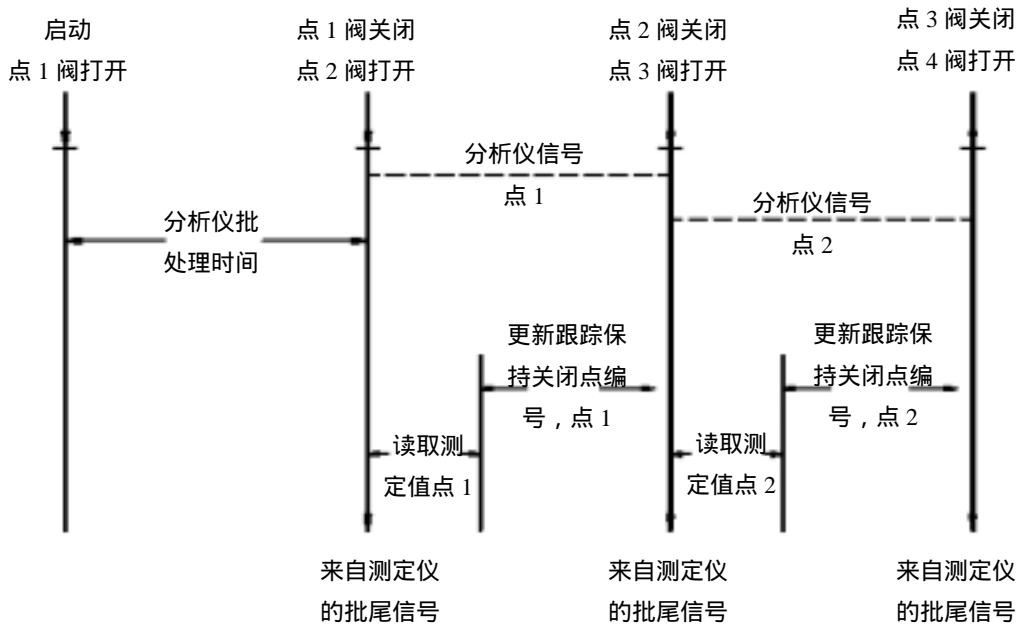 启动
点 1 阀打开
点 1 阀关闭
点 2 阀打开
点 2 阀关闭
点 3 阀打开
点 3 阀关闭
点 4 阀打开
分析仪信号
点 1
分析仪信号
点 2
分析仪批
处理时间
更新跟踪保
持关闭点编
号，点 1
更新跟踪保
持关闭点编
号，点 2
读取测
定值点 1
读取测
定值点 2
来自测定仪
的批尾信号
来自测定仪
的批尾信号
来自测定仪
的批尾信号